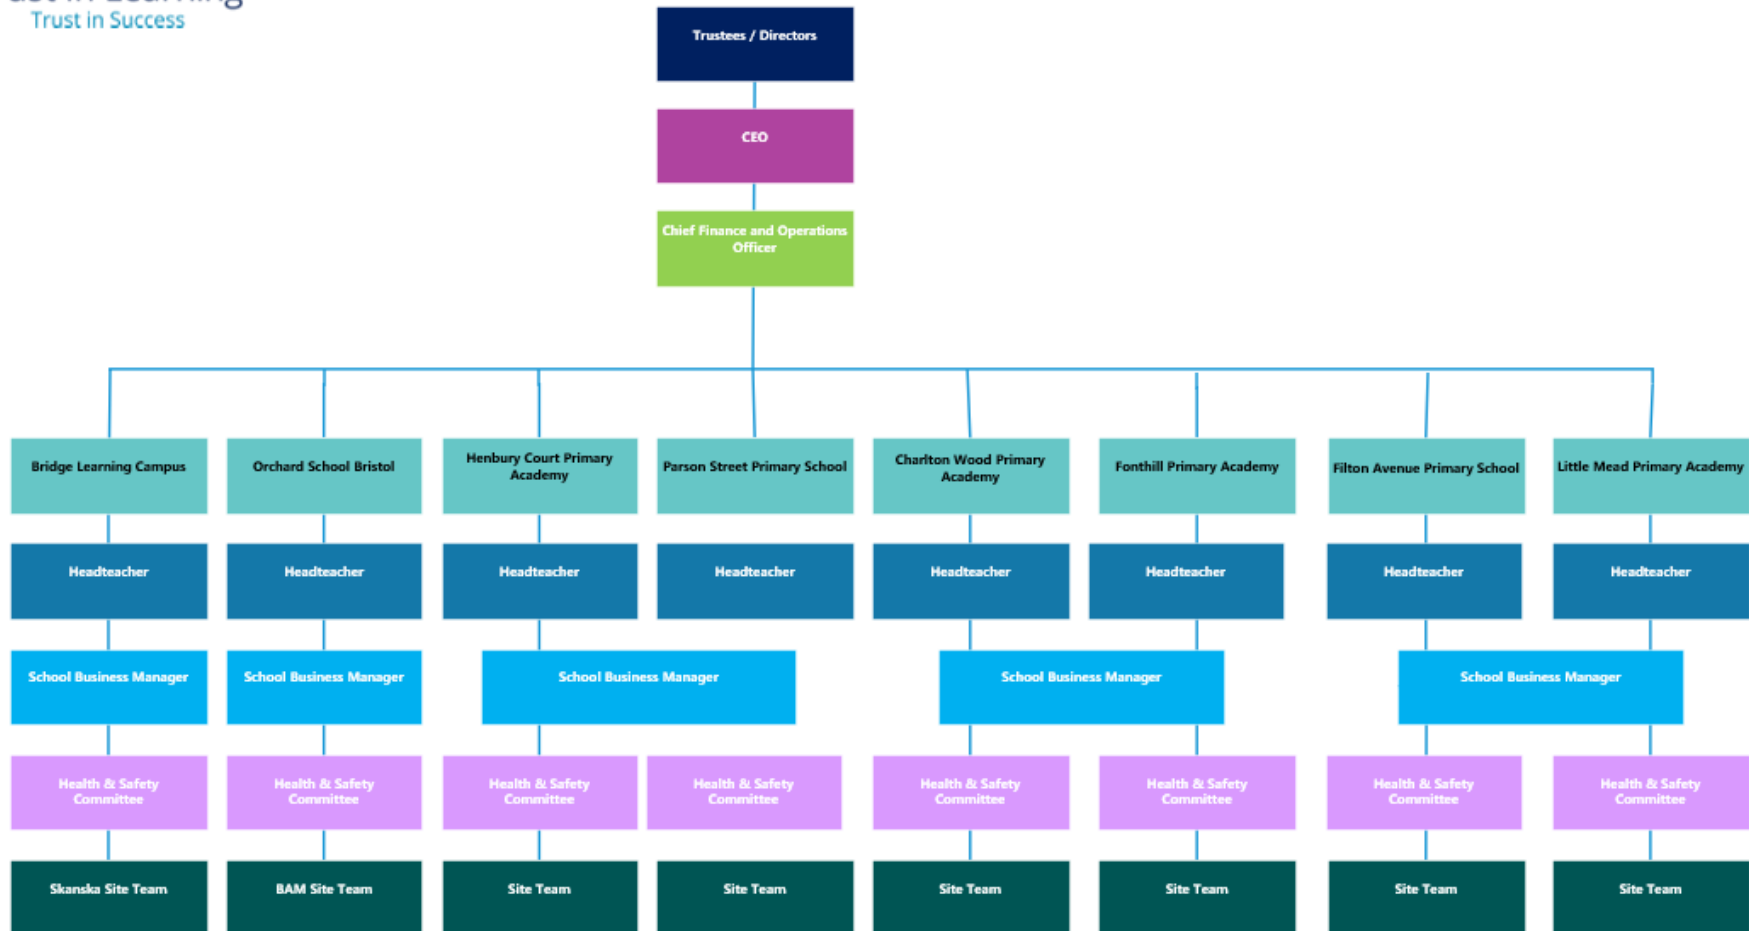 in Learning
Trust in Success
Trustees / Directors
CEO
Chief Finance and Operations
Officer
Bridge Learning Campus
Orchard School Bristol
Henbury Court Primary
Academy
Parson Street Primary School
Charlton Wood Primary
Academy
Fonthill Primary Academy
Filton Avenue Primary School
Little Mead Primary Academy
Headteacher
Headteacher
Headteacher
Headteacher
Headteacher
Headteacher
Headteacher
Headteacher
School Business Manager
School Business Manager
School Business Manager
School Business Manager
School Business Manager
Health & Safety
Committee
Health & Safety
Committee
Health & Safety
Committee
Health & Safety
Committee
Health & Safety
Committee
Health & Safety
Committee
Health & Safety
Committee
Health & Safety
Committee
Skanska Site Team
BAM Site Team
Site Team
Site Team
Site Team
Site Team
Site Team
Site Team